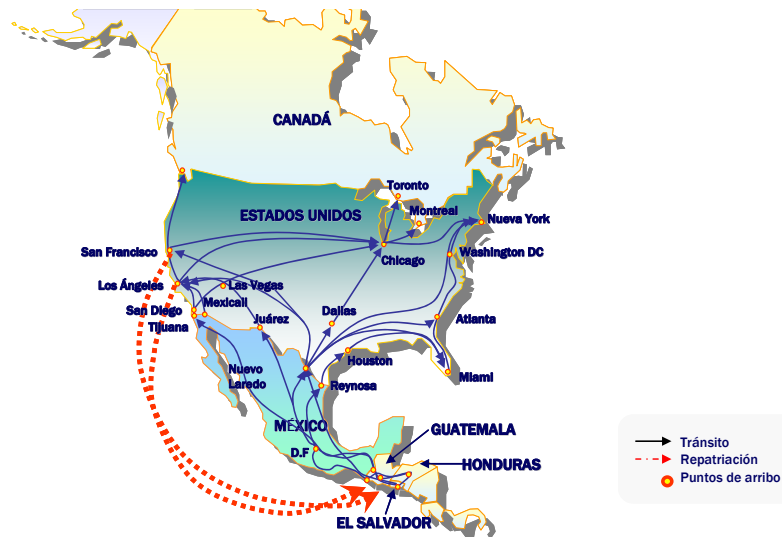 CANADÁ
Toronto
Montreal
ESTADOS UNIDOS
Nueva York
San Francisco
Chicago
Washington DC
Los Ángeles
Las Vegas
Mexicali
San Diego
Tijuana
Juárez
Dallas
Atlanta
Houston
Nuevo
Laredo
Reynosa
Miami
MÉXICO
D.F
GUATEMALA
HONDURAS
EL SALVADOR
Tránsito
Repatriación
Puntos de arribo